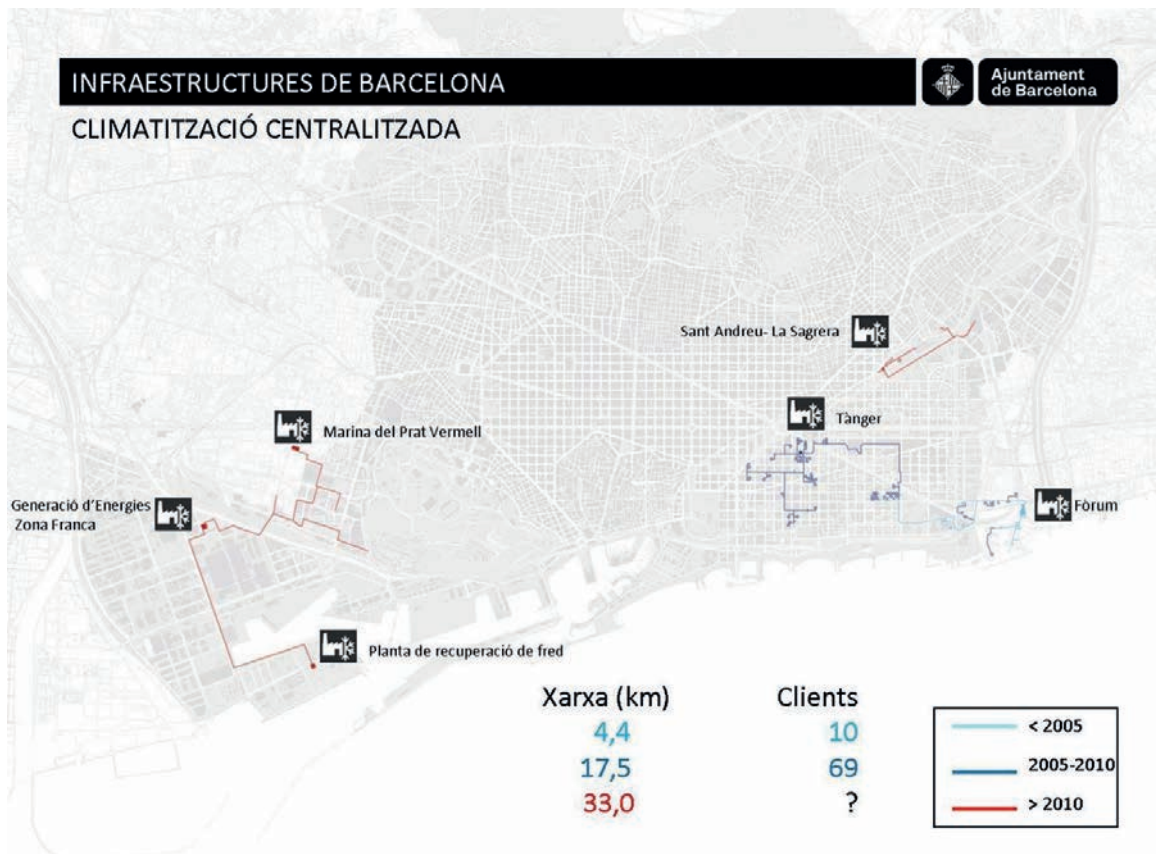 INFRAESTRUCTURES DE BARCELONA
Ajuntament
de Barcelona
CLIMATITZACIÓ CENTRALITZADA
Sant Andreu- La Sagrera
Tànger
Marina del Prat Vermell
Generació d'Energies
Zona Franca
Fòrum
Planta de recuperació de fred
Xarxa (km) Clients
4,4 10
17,5 69
33,0 ?
< 2005
2005-2010
> 2010